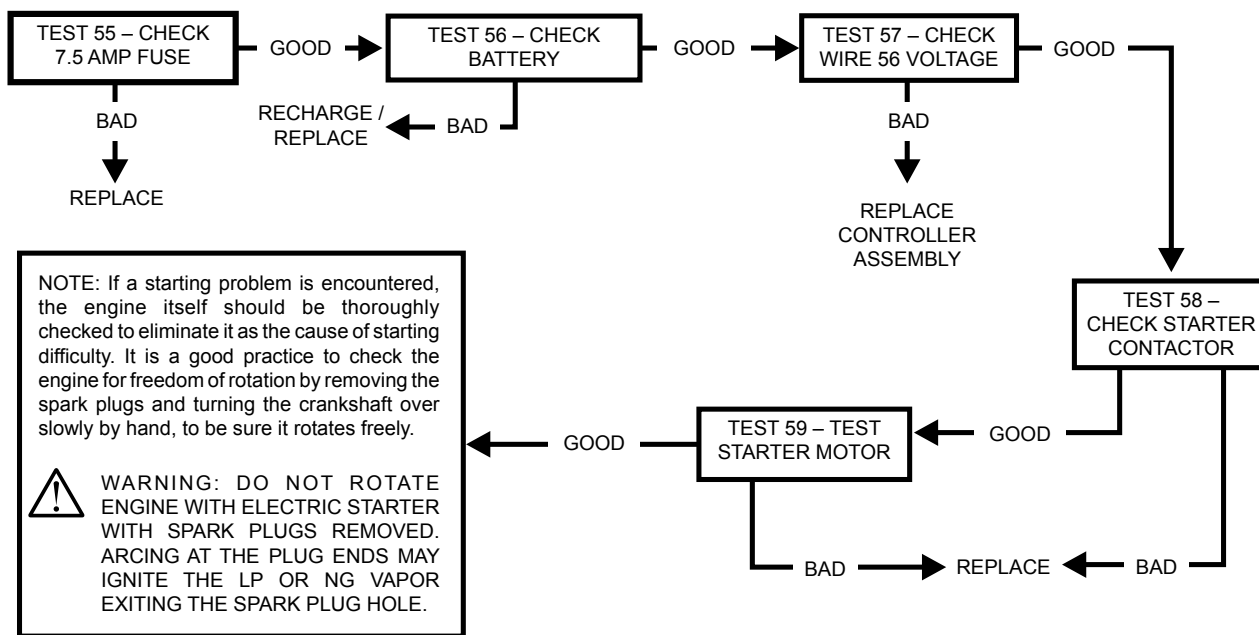 TEST 55 – CHECK
7.5 AMP FUSE
GOOD
TEST 56 – CHECK
BATTERY
GOOD
TEST 57 – CHECK
WIRE 56 VOLTAGE
GOOD
BAD
REPLACE
RECHARGE /
REPLACE
BAD
BAD
REPLACE
CONTROLLER
ASSEMBLY
TEST 58 –
CHECK STARTER
CONTACTOR
GOOD
TEST 59 – TEST
STARTER MOTOR
GOOD
BAD
REPLACE
BAD
NOTE: If a starting problem is encountered,
the engine itself should be thoroughly
checked to eliminate it as the cause of starting
difficulty. It is a good practice to check the
engine for freedom of rotation by removing the
spark plugs and turning the crankshaft over
slowly by hand, to be sure it rotates freely.
WARNING: DO NOT ROTATE
ENGINE WITH ELECTRIC STARTER
WITH SPARK PLUGS REMOVED.
ARCING AT THE PLUG ENDS MAY
IGNITE THE LP OR NG VAPOR
EXITING THE SPARK PLUG HOLE.